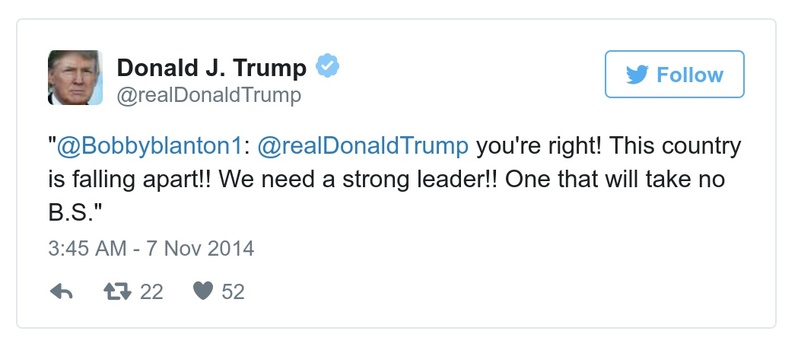 Donald J. Trump
Follow
@realDonaldTrump
"@Bobbyblanton1: @realDonaldTrump you're right! This country
is falling apart!! We need a strong leader!! One that will take no
B.S."
3:45 AM - 7 Nov 2014
22 52